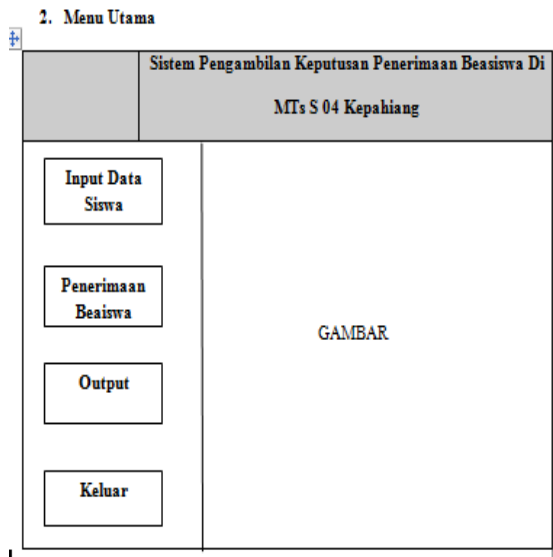 2. Menu Utama
Sistem Pengambilan Keputusan Penerimaan Beasiswa Di
MTs S 04 Kepahiang
Input Data
Siswa
Penerimaan
Beaiswa
GAMBAR
Output
Keluar